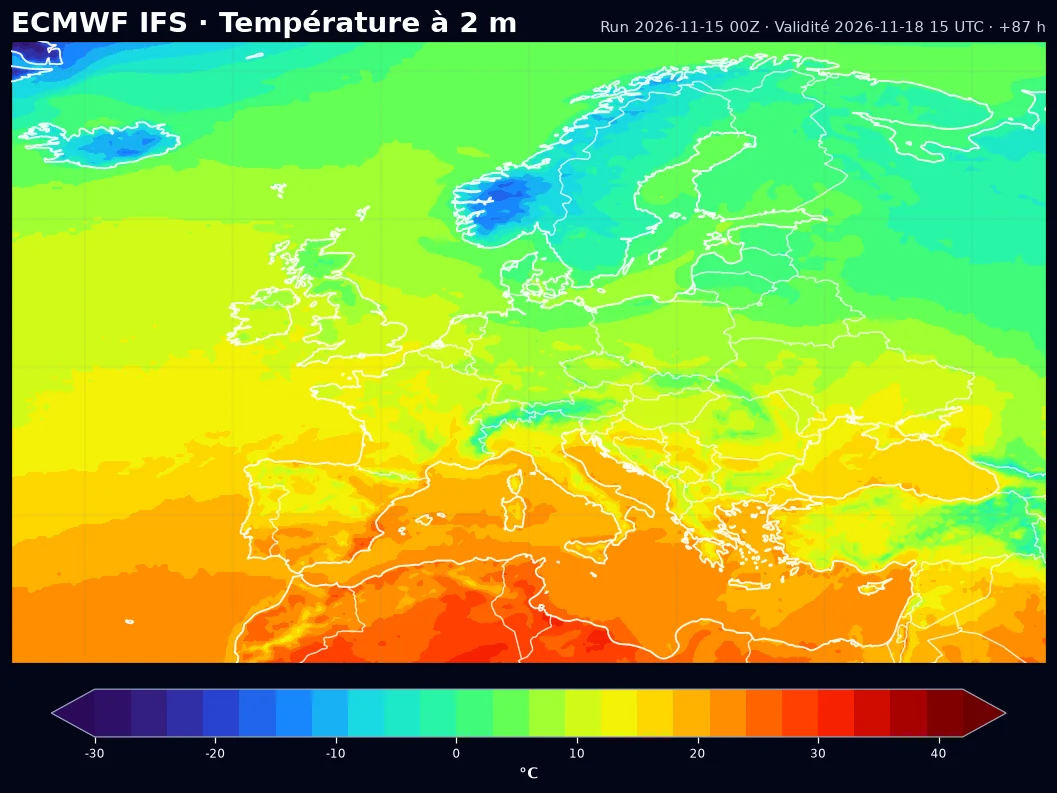 ECMWF IFS · Température à 2 m
Run 2026-11-15 00Z · Validité 2026-11-18 15 UTC · +87 h
-30 -20 -10 0 10 20 30 40
°C